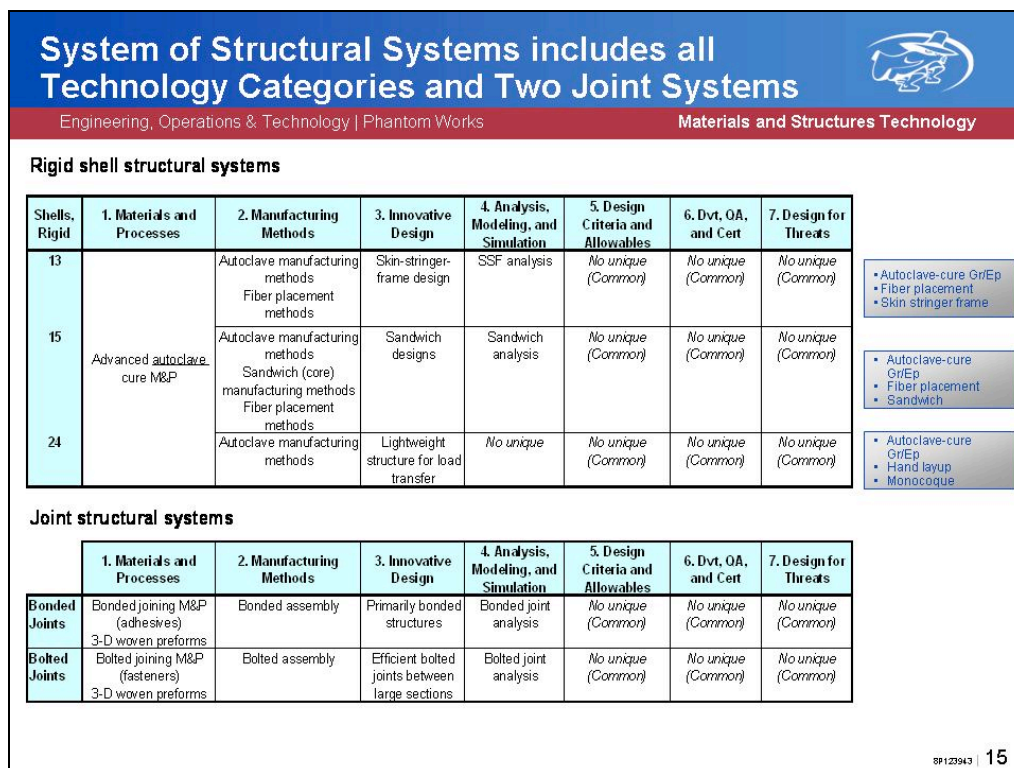 System of Structural Systems includes all
Technology Categories and Two Joint Systems
Engineering, Operations & Technology | Phantom Works
Materials and Structures Technology
Rigid shell structural systems
Shells, Rigid | 1. Materials and Processes | 2. Manufacturing Methods | 3. Innovative Design | 4. Analysis, Modeling, and Simulation | 5. Design Criteria and Allowables | 6. Dvt, QA, and Cert | 7. Design for Threats
13 | Advanced autoclave cure M&P | Autoclave manufacturing methods Fiber placement methods | Skin-stringer-frame design | SSF analysis | No unique (Common) | No unique (Common) | No unique (Common)
15 | Autoclave manufacturing methods Sandwich (core) manufacturing methods Fiber placement methods | Sandwich designs | Sandwich analysis | No unique (Common) | No unique (Common) | No unique (Common)
24 | Autoclave manufacturing methods | Lightweight structure for load transfer | No unique | No unique (Common) | No unique (Common) | No unique (Common)
• Autoclave-cure Gr/Ep
• Fiber placement
• Skin stringer frame
• Autoclave-cure
Gr/Ep
• Fiber placement
• Sandwich
• Autoclave-cure
Gr/Ep
• Hand layup
• Monocoque
Joint structural systems
1. Materials and Processes | 2. Manufacturing Methods | 3. Innovative Design | 4. Analysis, Modeling, and Simulation | 5. Design Criteria and Allowables | 6. Dvt, QA, and Cert | 7. Design for Threats
Bonded Joints | Bonded joining M&P (adhesives) 3-D woven preforms | Bonded assembly | Primarily bonded structures | Bonded joint analysis | No unique (Common) | No unique (Common) | No unique (Common)
Bolted Joints | Bolted joining M&P (fasteners) 3-D woven preforms | Bolted assembly | Efficient bolted joints between large sections | Bolted joint analysis | No unique (Common) | No unique (Common) | No unique (Common)
SP123943 | 15